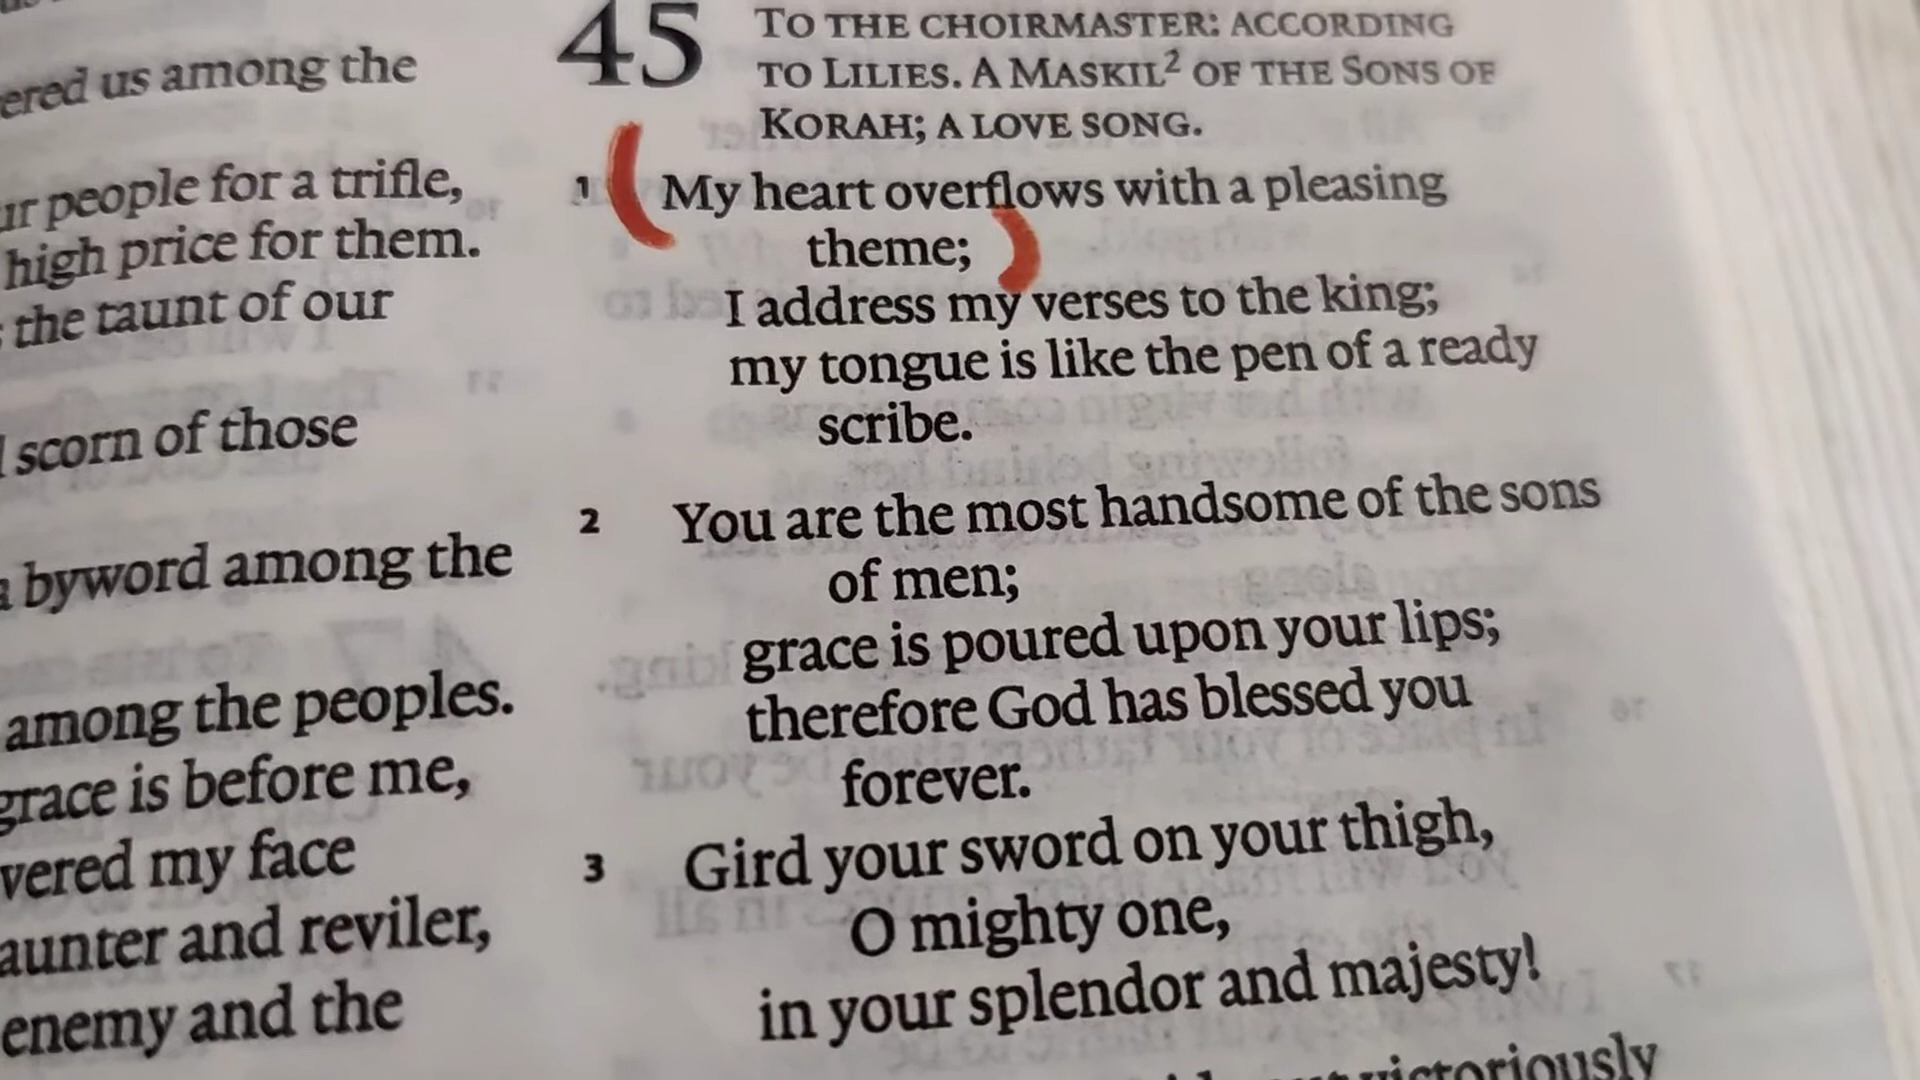 ered us among the
people for a trifle,
high price for them.
the taunt of our
scorn of those
byword among the
among the peoples.
grace is before me,
vered my face
aunter and reviler,
enemy and the
45
TO THE CHOIRMASTER: ACCORDING
TO LILIES. A MASKIL² OF THE SONS OF
KORAH; A LOVE SONG.
1 My heart overflows with a pleasing
theme;
I address my verses to the king;
my tongue is like the pen of a ready
scribe.
2 You are the most handsome of the sons
of men;
grace is poured upon your lips;
therefore God has blessed you
forever.
3 Gird your sword on your thigh,
O mighty one,
in your splendor and majesty!
victoriously